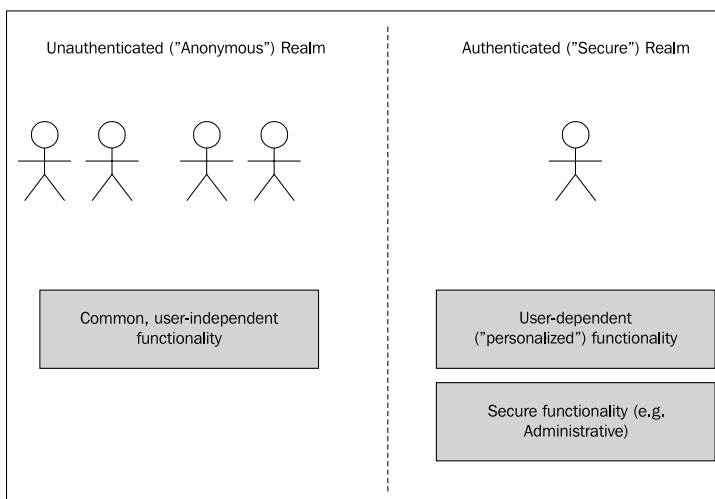 Unauthenticated ("Anonymous") Realm
Authenticated ("Secure") Realm
Common, user-independent
functionality
User-dependent
("personalized") functionality
Secure functionality (e.g.
Administrative)